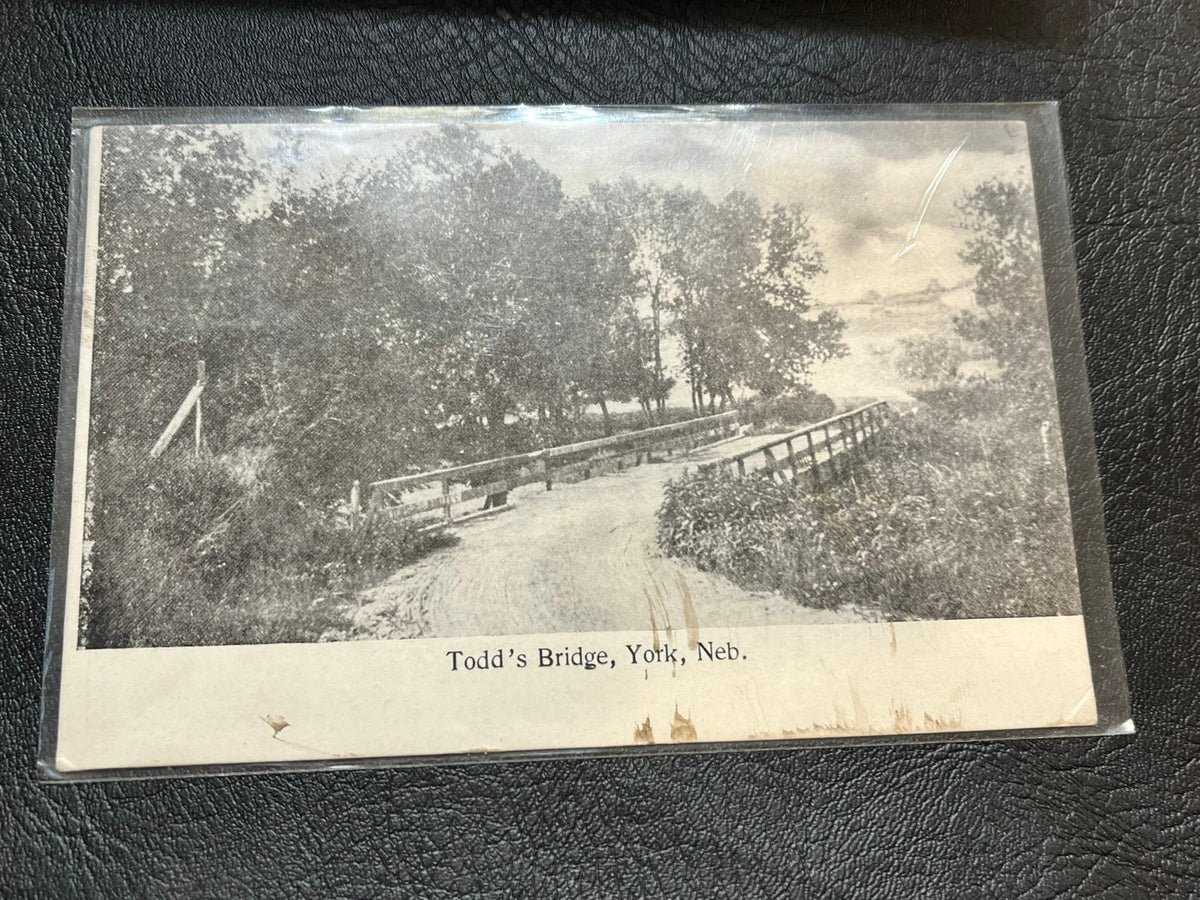 Todd's Bridge, York, Neb.